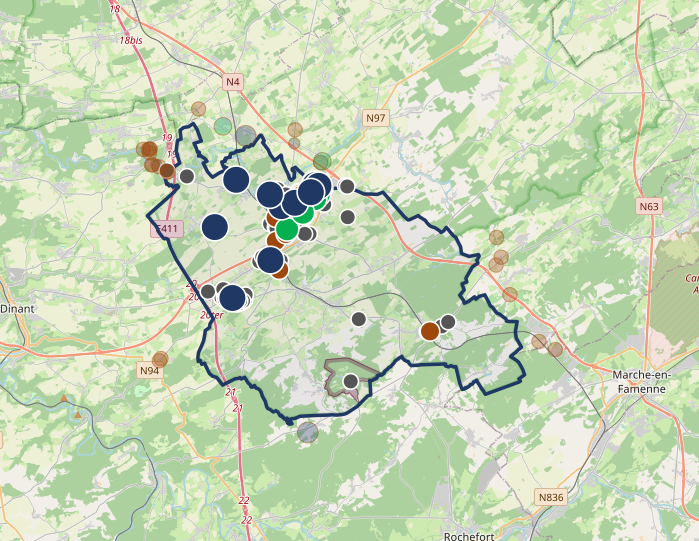 18
18bis
N4
N97
19
N63
E411
Dinant
20ter
N94
21
21
Marche-en-
Famenne
22
22
N836
Rochefort